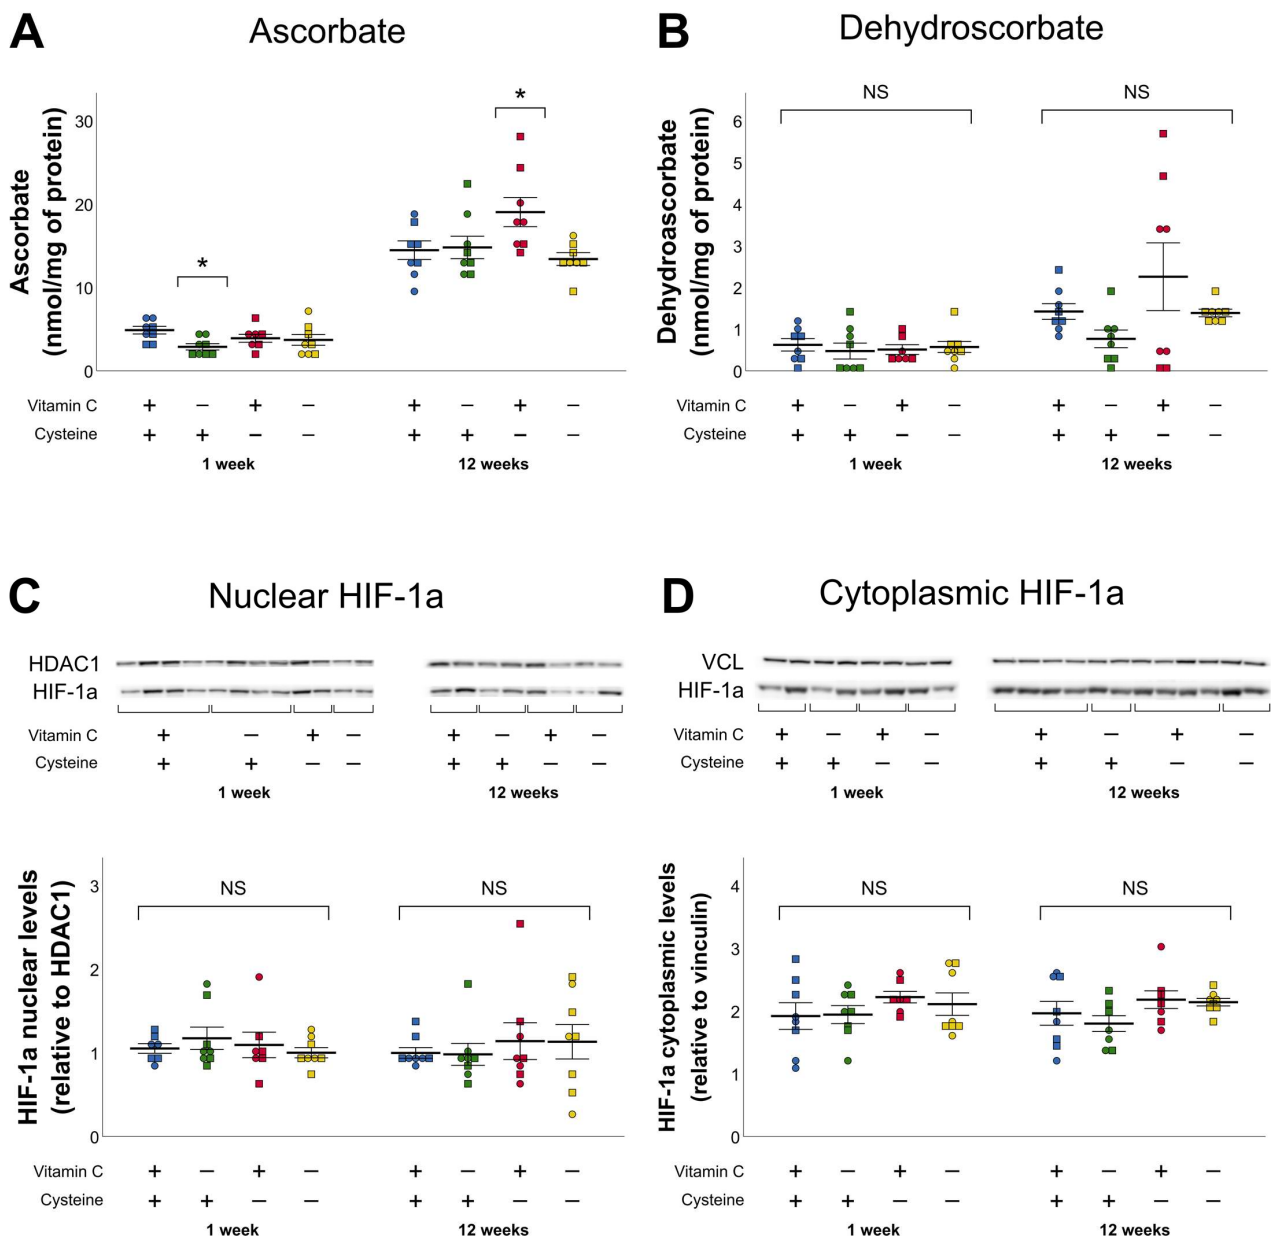 A
Ascorbate
Ascorbate
(nmol/mg of protein)
30
20
10
0
*
*
Vitamin C + − + − + − + −
Cysteine + + − − + + − −
1 week 12 weeks
B
Dehydroscorbate
Dehydroascorbate
(nmol/mg of protein)
6
5
4
3
2
1
0
NS NS
Vitamin C + − + − + − + −
Cysteine + + − − + + − −
1 week 12 weeks
C
Nuclear HIF-1a
HDAC1
HIF-1a
Vitamin C + − + − + − + −
Cysteine + + − − + + − −
1 week 12 weeks
HIF-1a nuclear levels
(relative to HDAC1)
3
2
1
0
NS NS
Vitamin C + − + − + − + −
Cysteine + + − − + + − −
1 week 12 weeks
D
Cytoplasmic HIF-1a
VCL
HIF-1a
Vitamin C + − + − + − + −
Cysteine + + − − + + − −
1 week 12 weeks
HIF-1a cytoplasmic levels
(relative to vinculin)
4
3
2
1
0
NS NS
Vitamin C + − + − + − + −
Cysteine + + − − + + − −
1 week 12 weeks